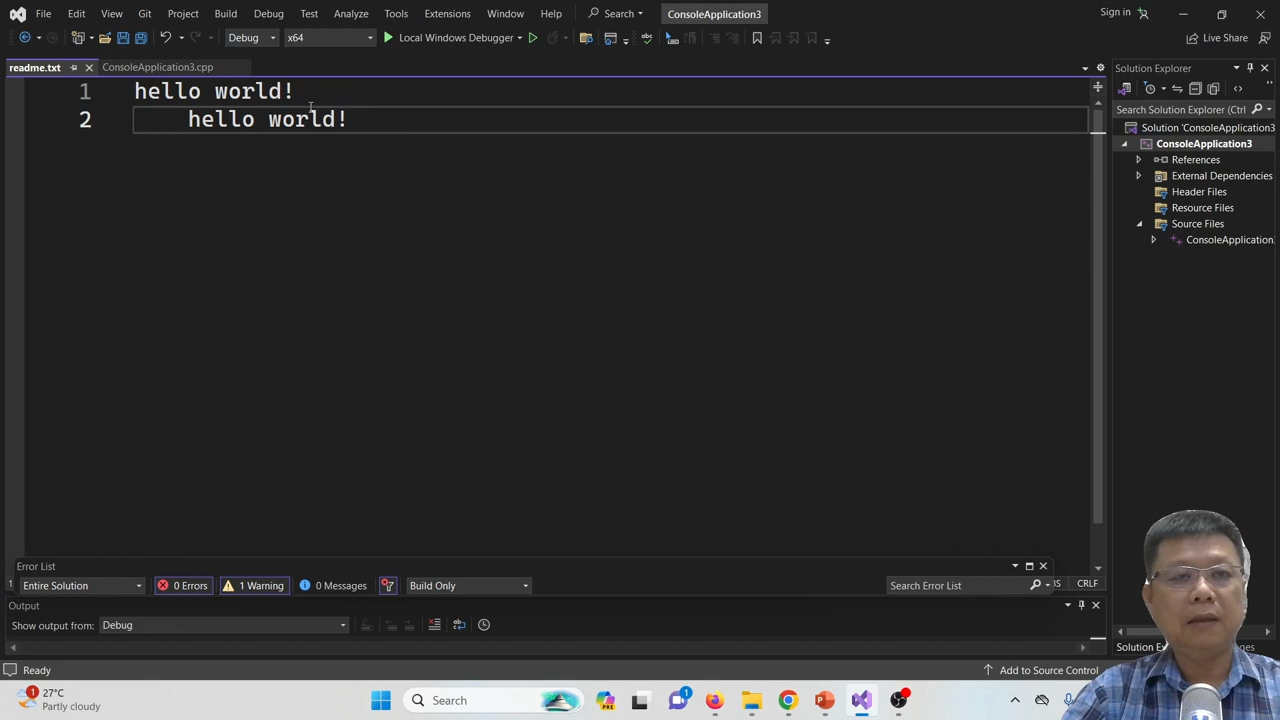 File Edit View Git Project Build Debug Test Analyze Tools Extensions Window Help Search ConsoleApplication3 Sign in
Debug x64 Local Windows Debugger Live Share
readme.txt ConsoleApplication3.cpp
1 hello world!
2 hello world!
Solution Explorer
Search Solution Explorer (Ctrl
Solution 'ConsoleApplication3
ConsoleApplication3
References
External Dependencies
Header Files
Resource Files
Source Files
ConsoleApplication.
Error List
Entire Solution 0 Errors 1 Warning 0 Messages Build Only Search Error List
CRLF
Output
Show output from: Debug
Solution
Ready Add to Source Control
1 27°C
Partly cloudy
Search PRE 1